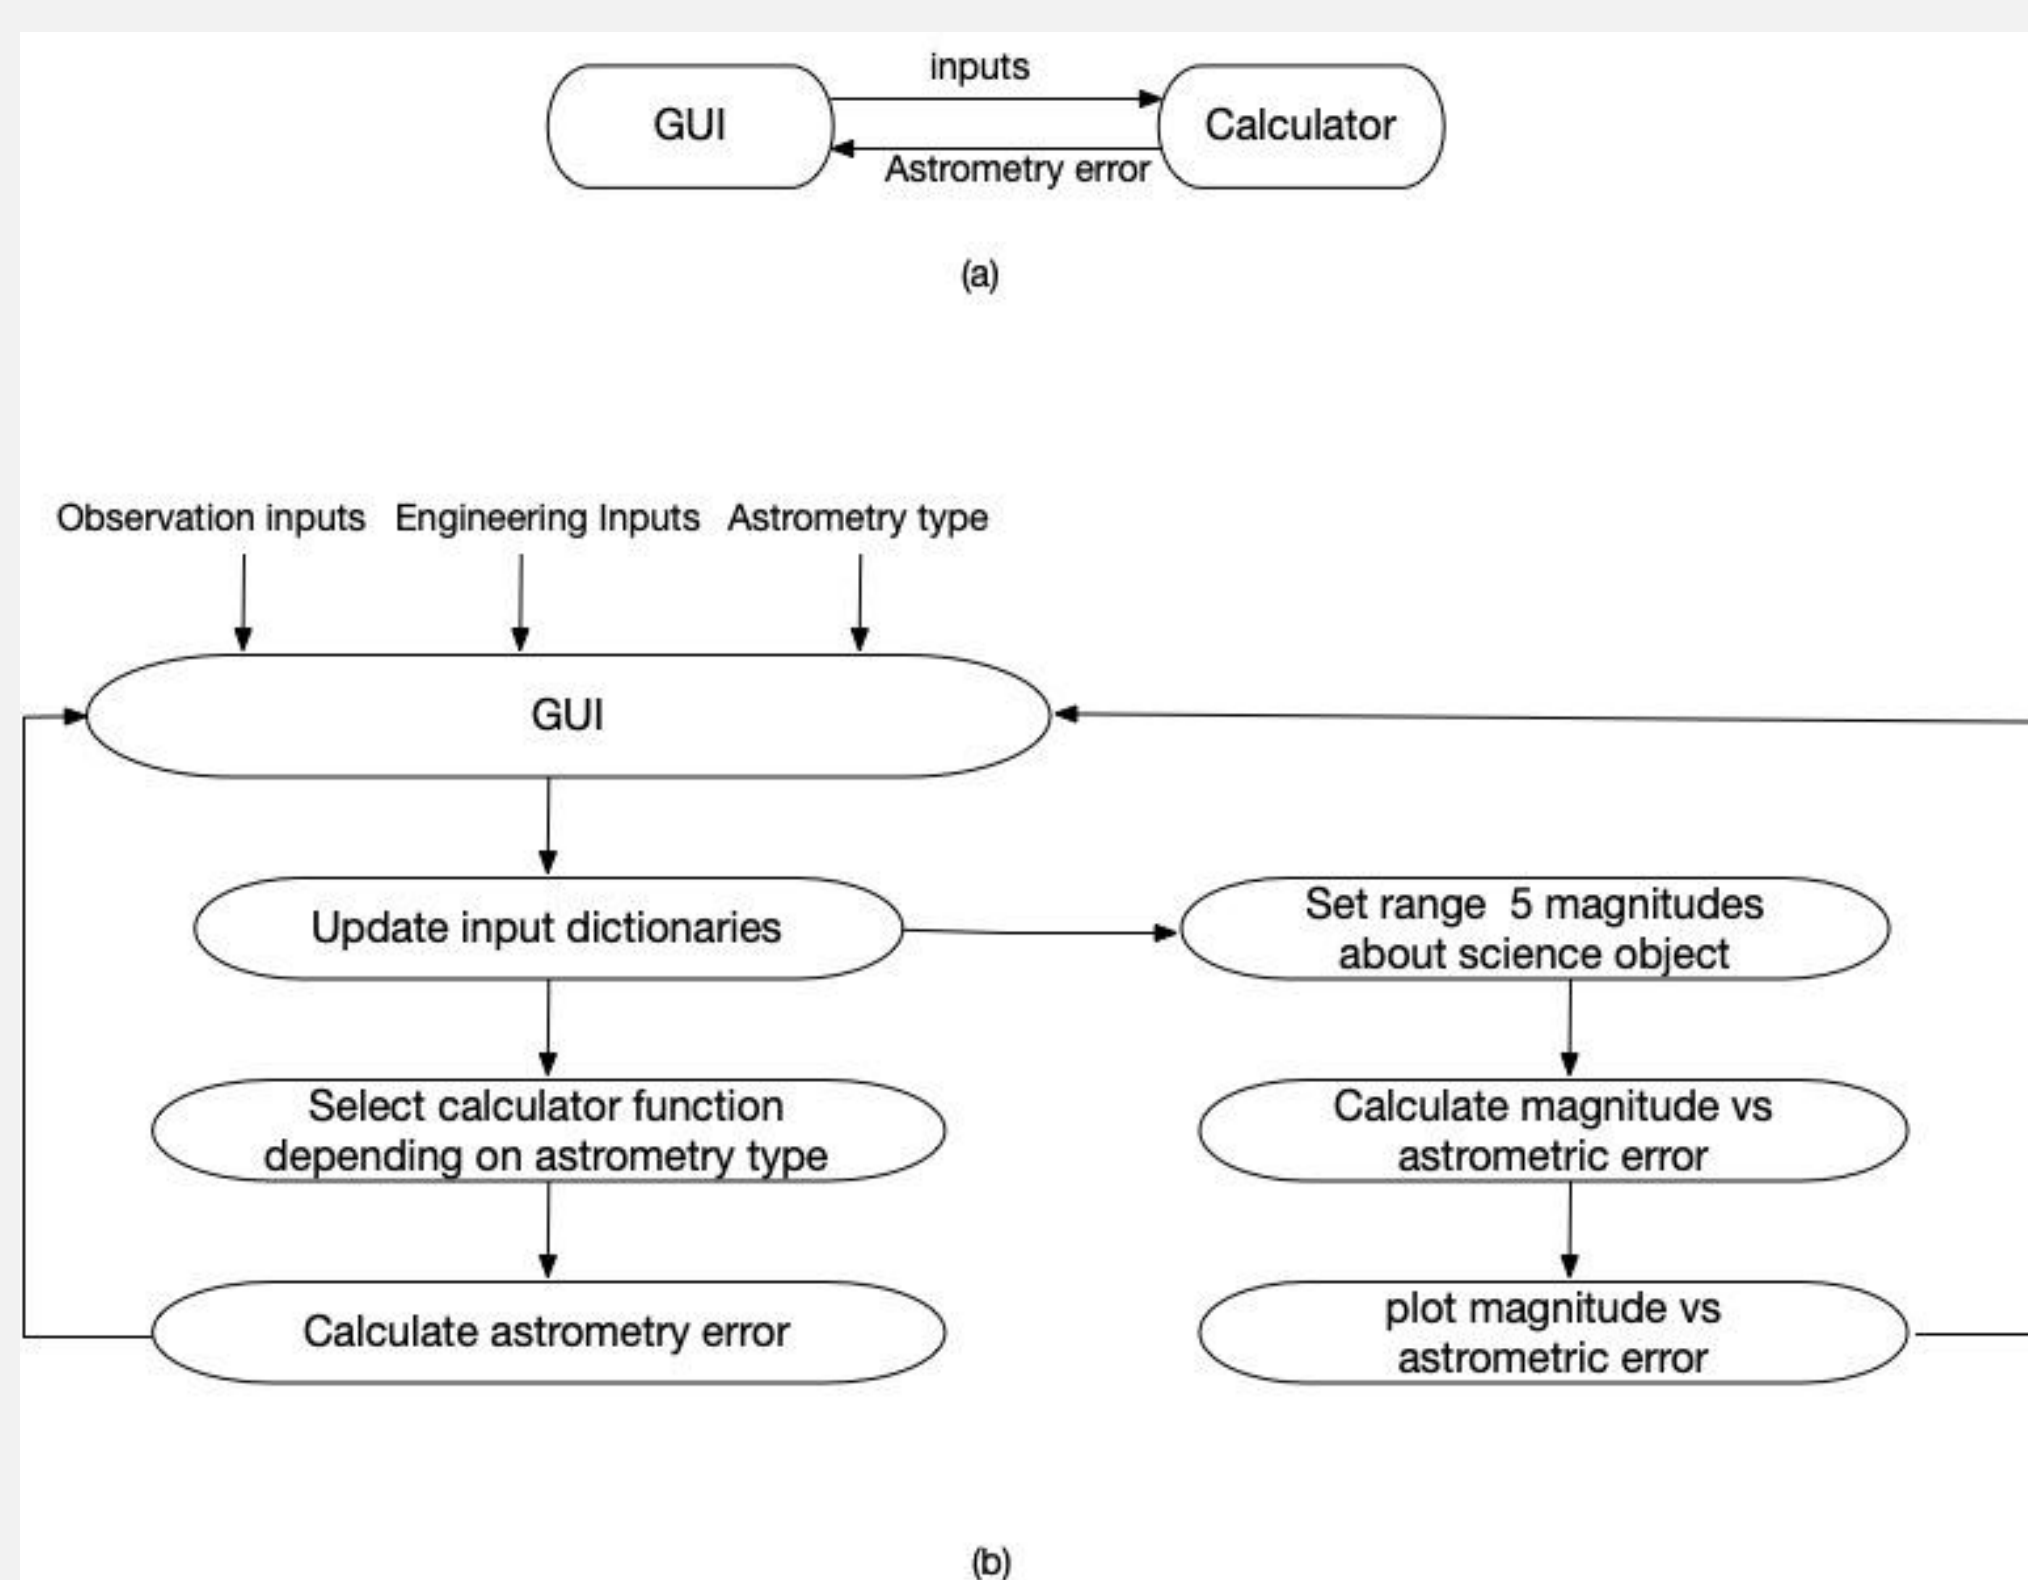 inputs
GUI
Calculator
Astrometry error
(a)
Observation inputs
Engineering Inputs
Astrometry type
GUI
Update input dictionaries
Set range 5 magnitudes
about science object
Select calculator function
depending on astrometry type
Calculate magnitude vs
astrometric error
Calculate astrometry error
plot magnitude vs
astrometric error
(b)